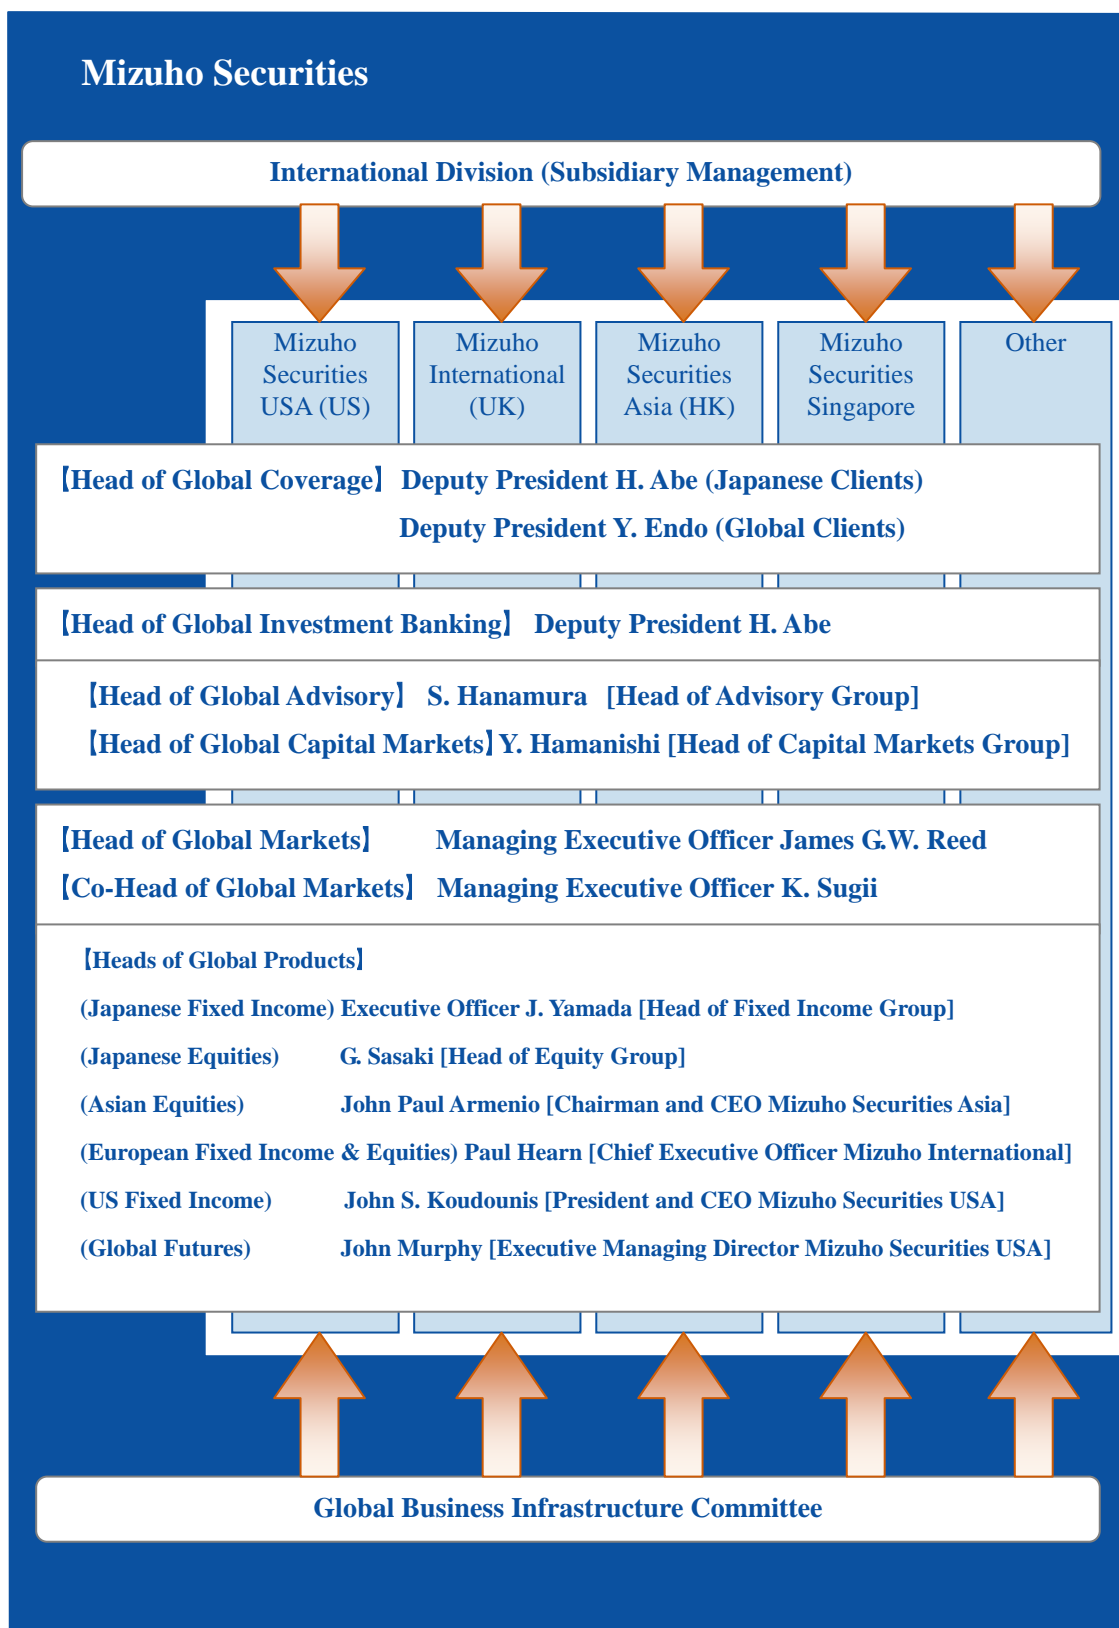 Mizuho Securities
International Division (Subsidiary Management)
Mizuho
Securities
USA (US)
Mizuho
International
(UK)
Mizuho
Securities
Asia (HK)
Mizuho
Securities
Singapore
Other
【Head of Global Coverage】 Deputy President H. Abe (Japanese Clients)
Deputy President Y. Endo (Global Clients)
【Head of Global Investment Banking】 Deputy President H. Abe
【Head of Global Advisory】 S. Hanamura [Head of Advisory Group]
【Head of Global Capital Markets】 Y. Hamanishi [Head of Capital Markets Group]
【Head of Global Markets】 Managing Executive Officer James G.W. Reed
【Co-Head of Global Markets】 Managing Executive Officer K. Sugii
【Heads of Global Products】
(Japanese Fixed Income) Executive Officer J. Yamada [Head of Fixed Income Group]
(Japanese Equities) G. Sasaki [Head of Equity Group]
(Asian Equities) John Paul Armenio [Chairman and CEO Mizuho Securities Asia]
(European Fixed Income & Equities) Paul Hearn [Chief Executive Officer Mizuho International]
(US Fixed Income) John S. Koudounis [President and CEO Mizuho Securities USA]
(Global Futures) John Murphy [Executive Managing Director Mizuho Securities USA]
Global Business Infrastructure Committee